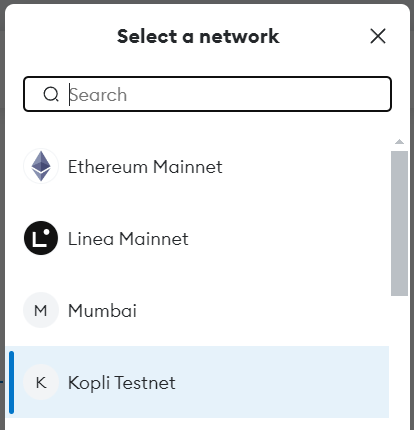 Select a network
Search
Ethereum Mainnet
Linea Mainnet
M Mumbai
K Kopli Testnet